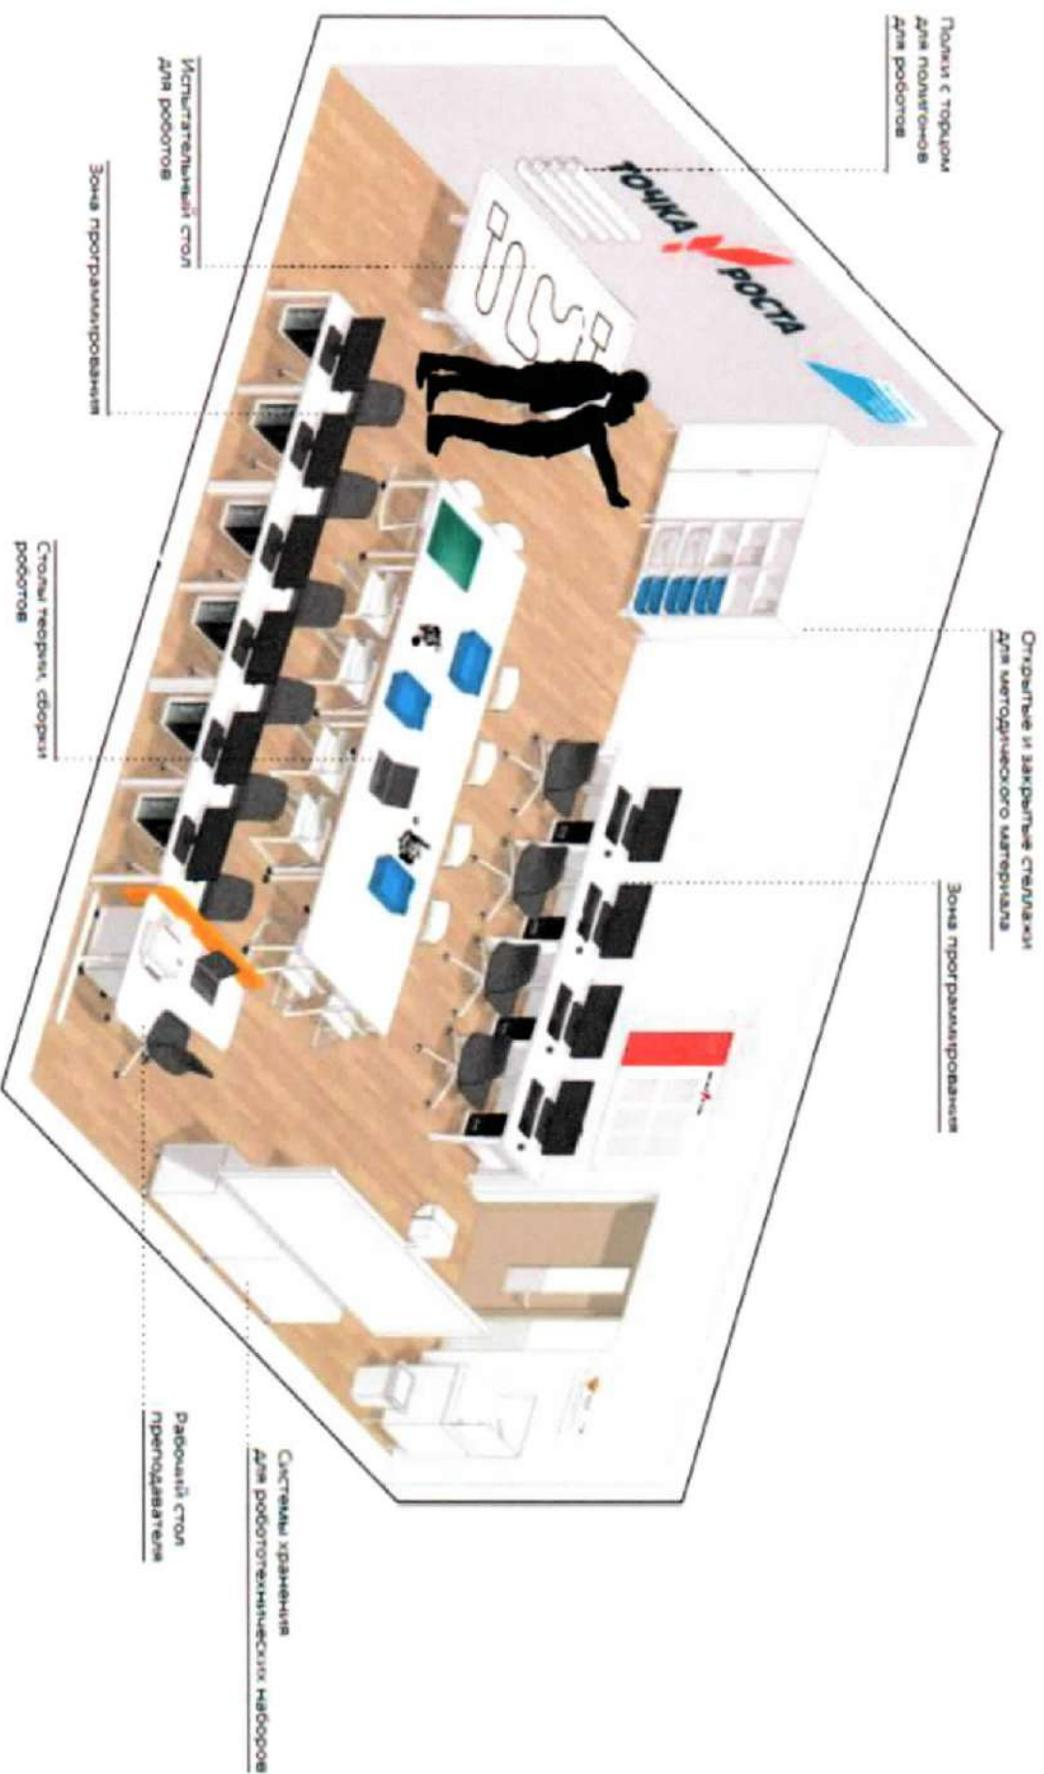 Полки с торцом
для полигонов
для роботов
Открытые и закрытые стеллажи
для методического материала
Зона программирования
ТОЧКА РОСТА
Испытательный стол
для роботов
Зона программирования
Столы теории, сборки
роботов
Рабочий стол
преподавателя
Системы хранения
для робототехнических наборов